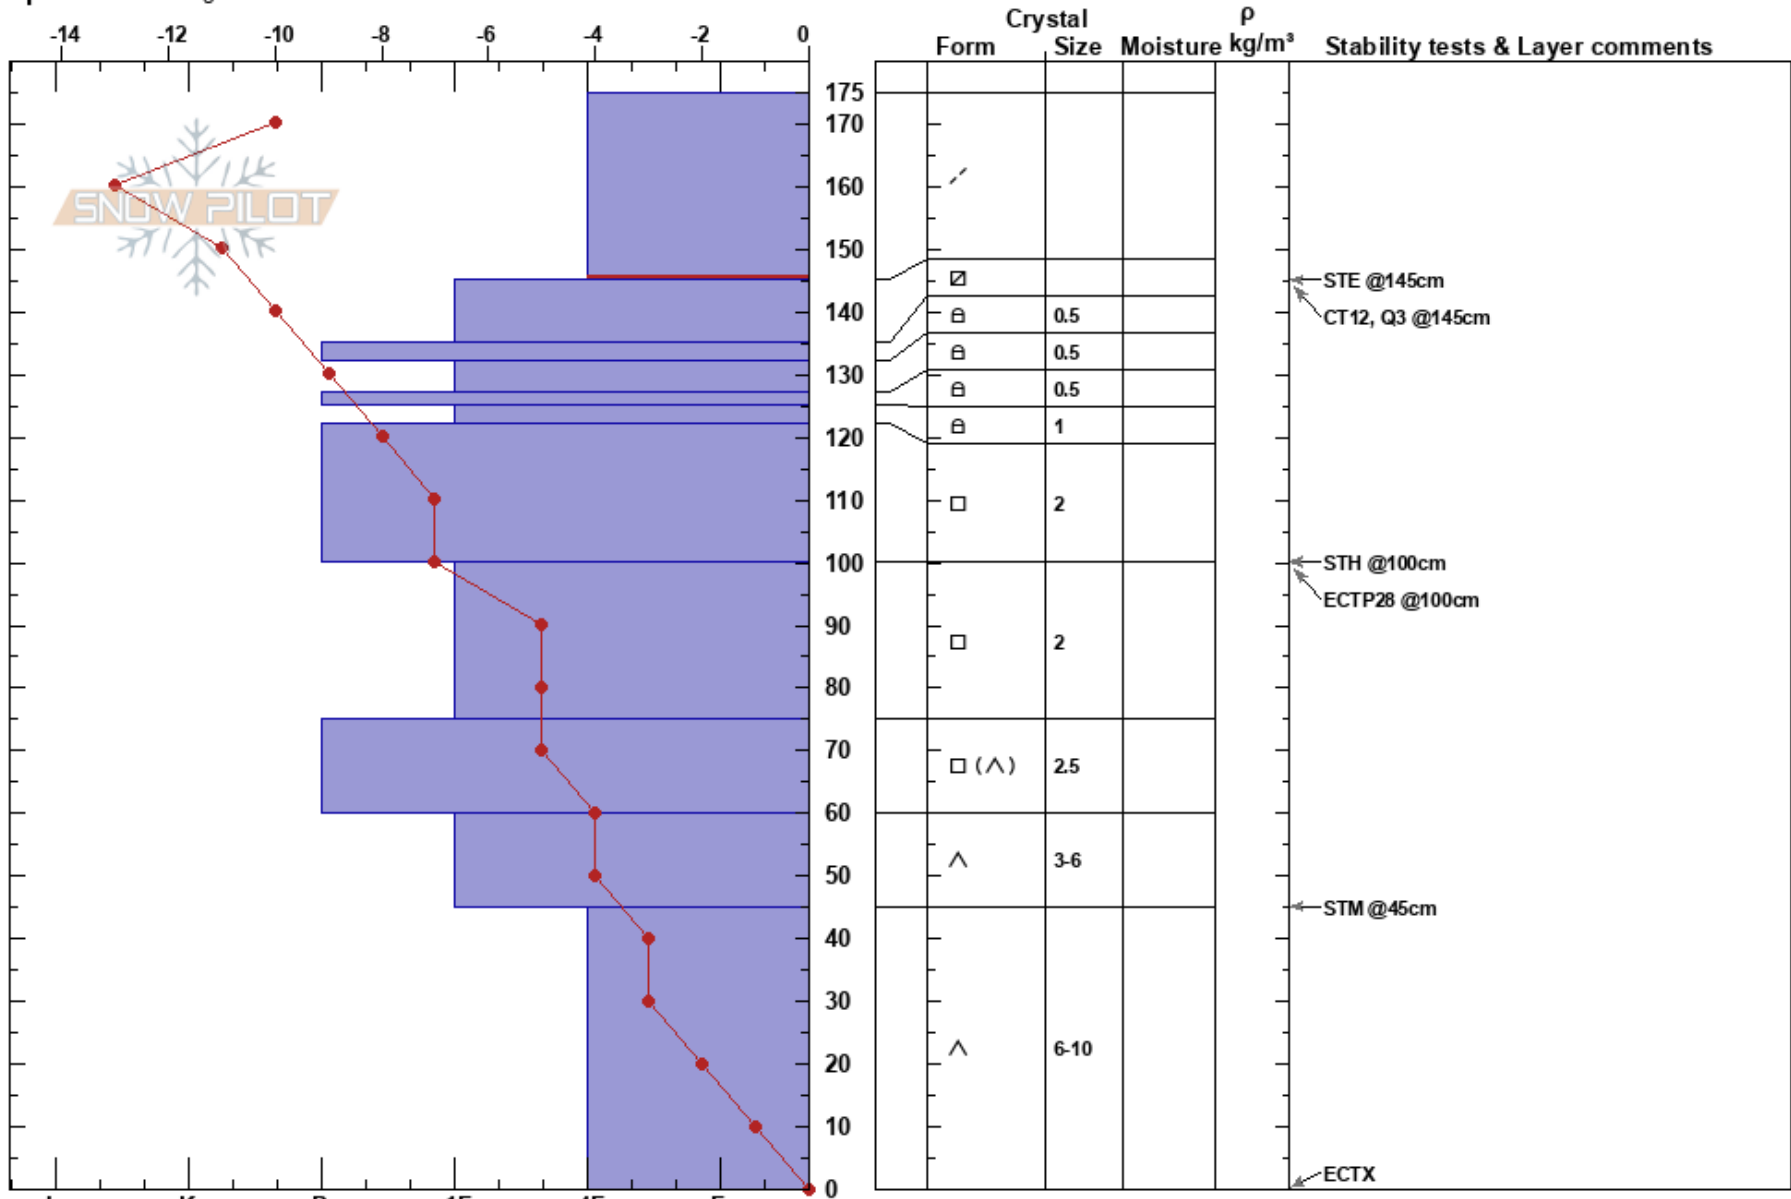 Crystal ρ
Form Size Moisture kg/m³ Stability tests & Layer comments
-14 -12 -10 -8 -6 -4 -2 0
175
170
160
SNOW PILOT
150
STE @145cm
140
0.5
CT12, Q3 @145cm
0.5
130
0.5
1
120
110
2
100
STH @100cm
ECTP28 @100cm
90
2
80
70
2.5
60
3-6
50
STM @45cm
40
30
6-10
20
10
ECTX
0